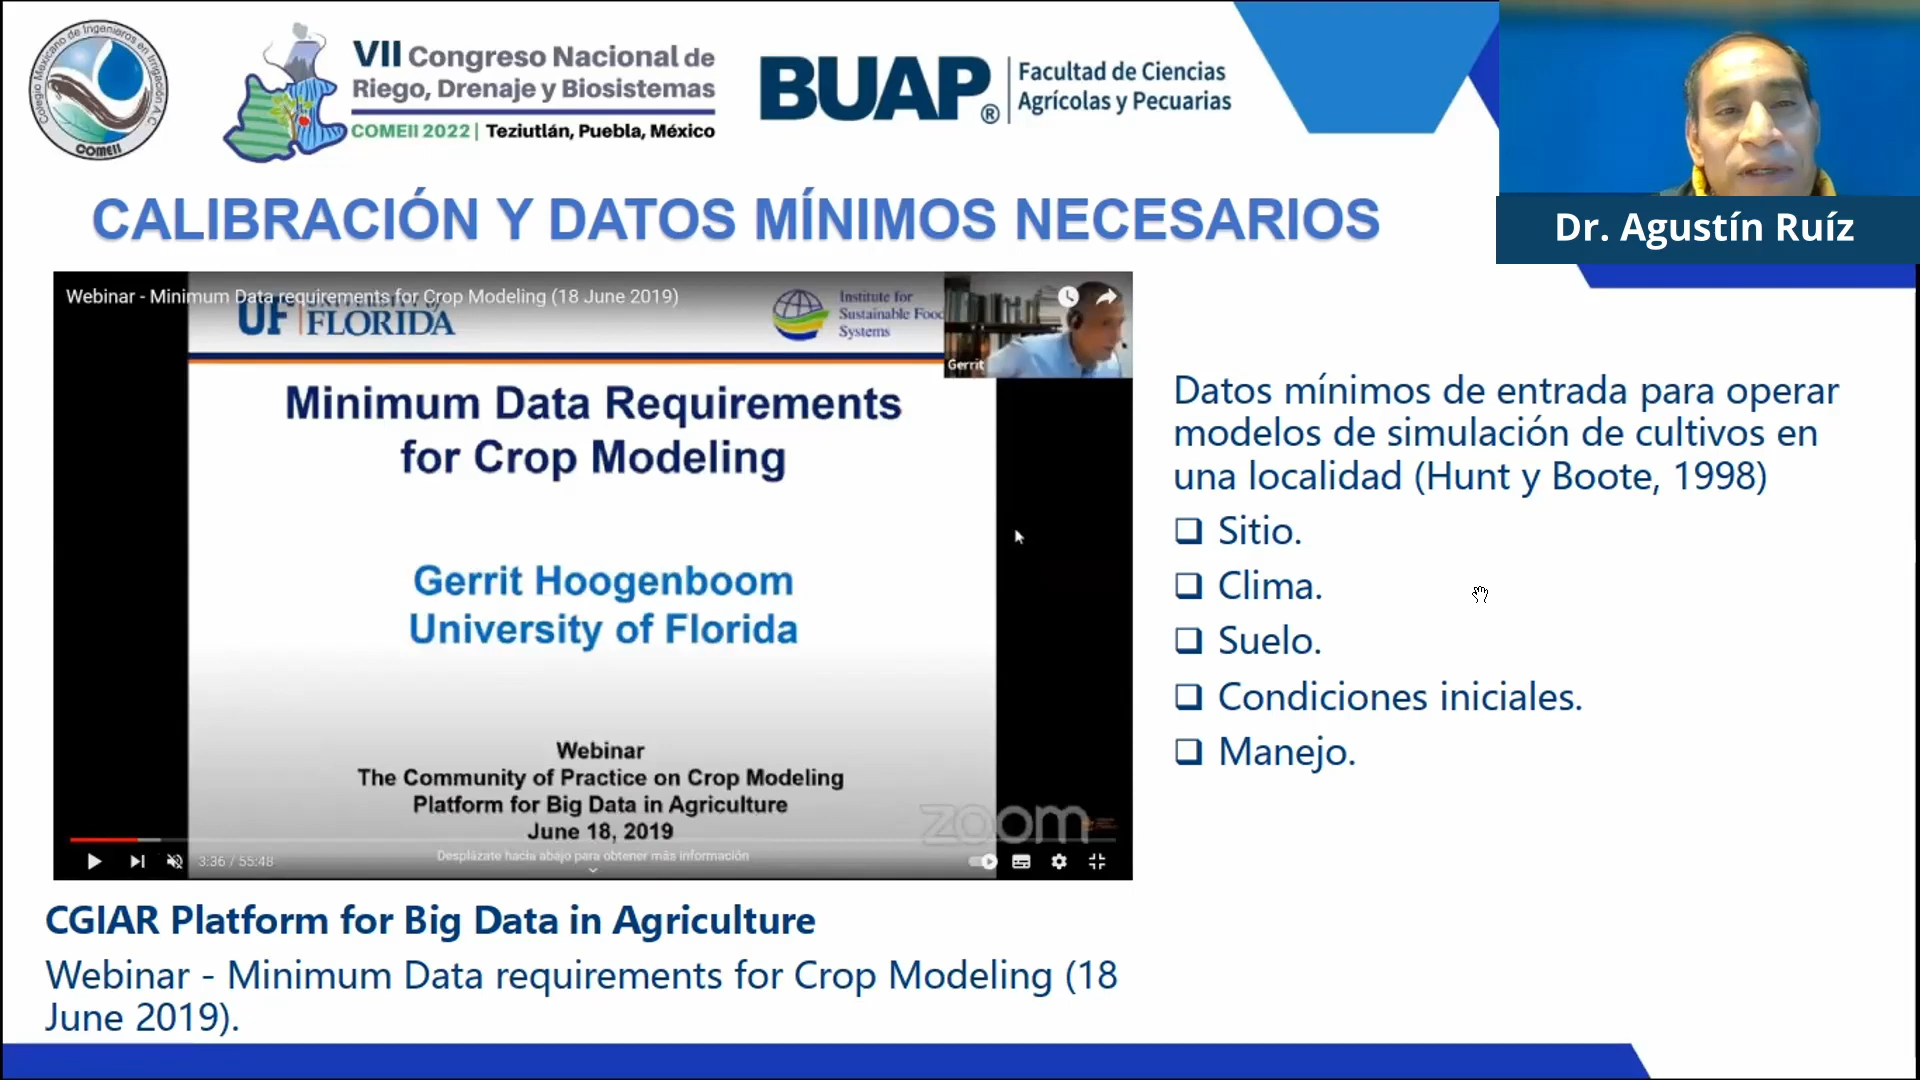 Colegio Mexicano de Ingenieros en Irrigación A.C.
COMEII
VII Congreso Nacional de
Riego, Drenaje y Biosistemas
COMEII 2022 | Teziutlán, Puebla, México
BUAP®
Facultad de Ciencias
Agrícolas y Pecuarias
Dr. Agustín Ruíz
CALIBRACIÓN Y DATOS MÍNIMOS NECESARIOS
Webinar - Minimum Data requirements for Crop Modeling (18 June 2019)
UF FLORIDA
Institute for
Sustainable Food
Systems
Gerrit
Minimum Data Requirements
for Crop Modeling
Gerrit Hoogenboom
University of Florida
Webinar
The Community of Practice on Crop Modeling
Platform for Big Data in Agriculture
June 18, 2019
zoom
3:36 / 55:48
Desplázate hacia abajo para obtener más información
CGIAR Platform for Big Data in Agriculture
Webinar - Minimum Data requirements for Crop Modeling (18
June 2019).
Datos mínimos de entrada para operar
modelos de simulación de cultivos en
una localidad (Hunt y Boote, 1998)
❑ Sitio.
❑ Clima.
❑ Suelo.
❑ Condiciones iniciales.
❑ Manejo.